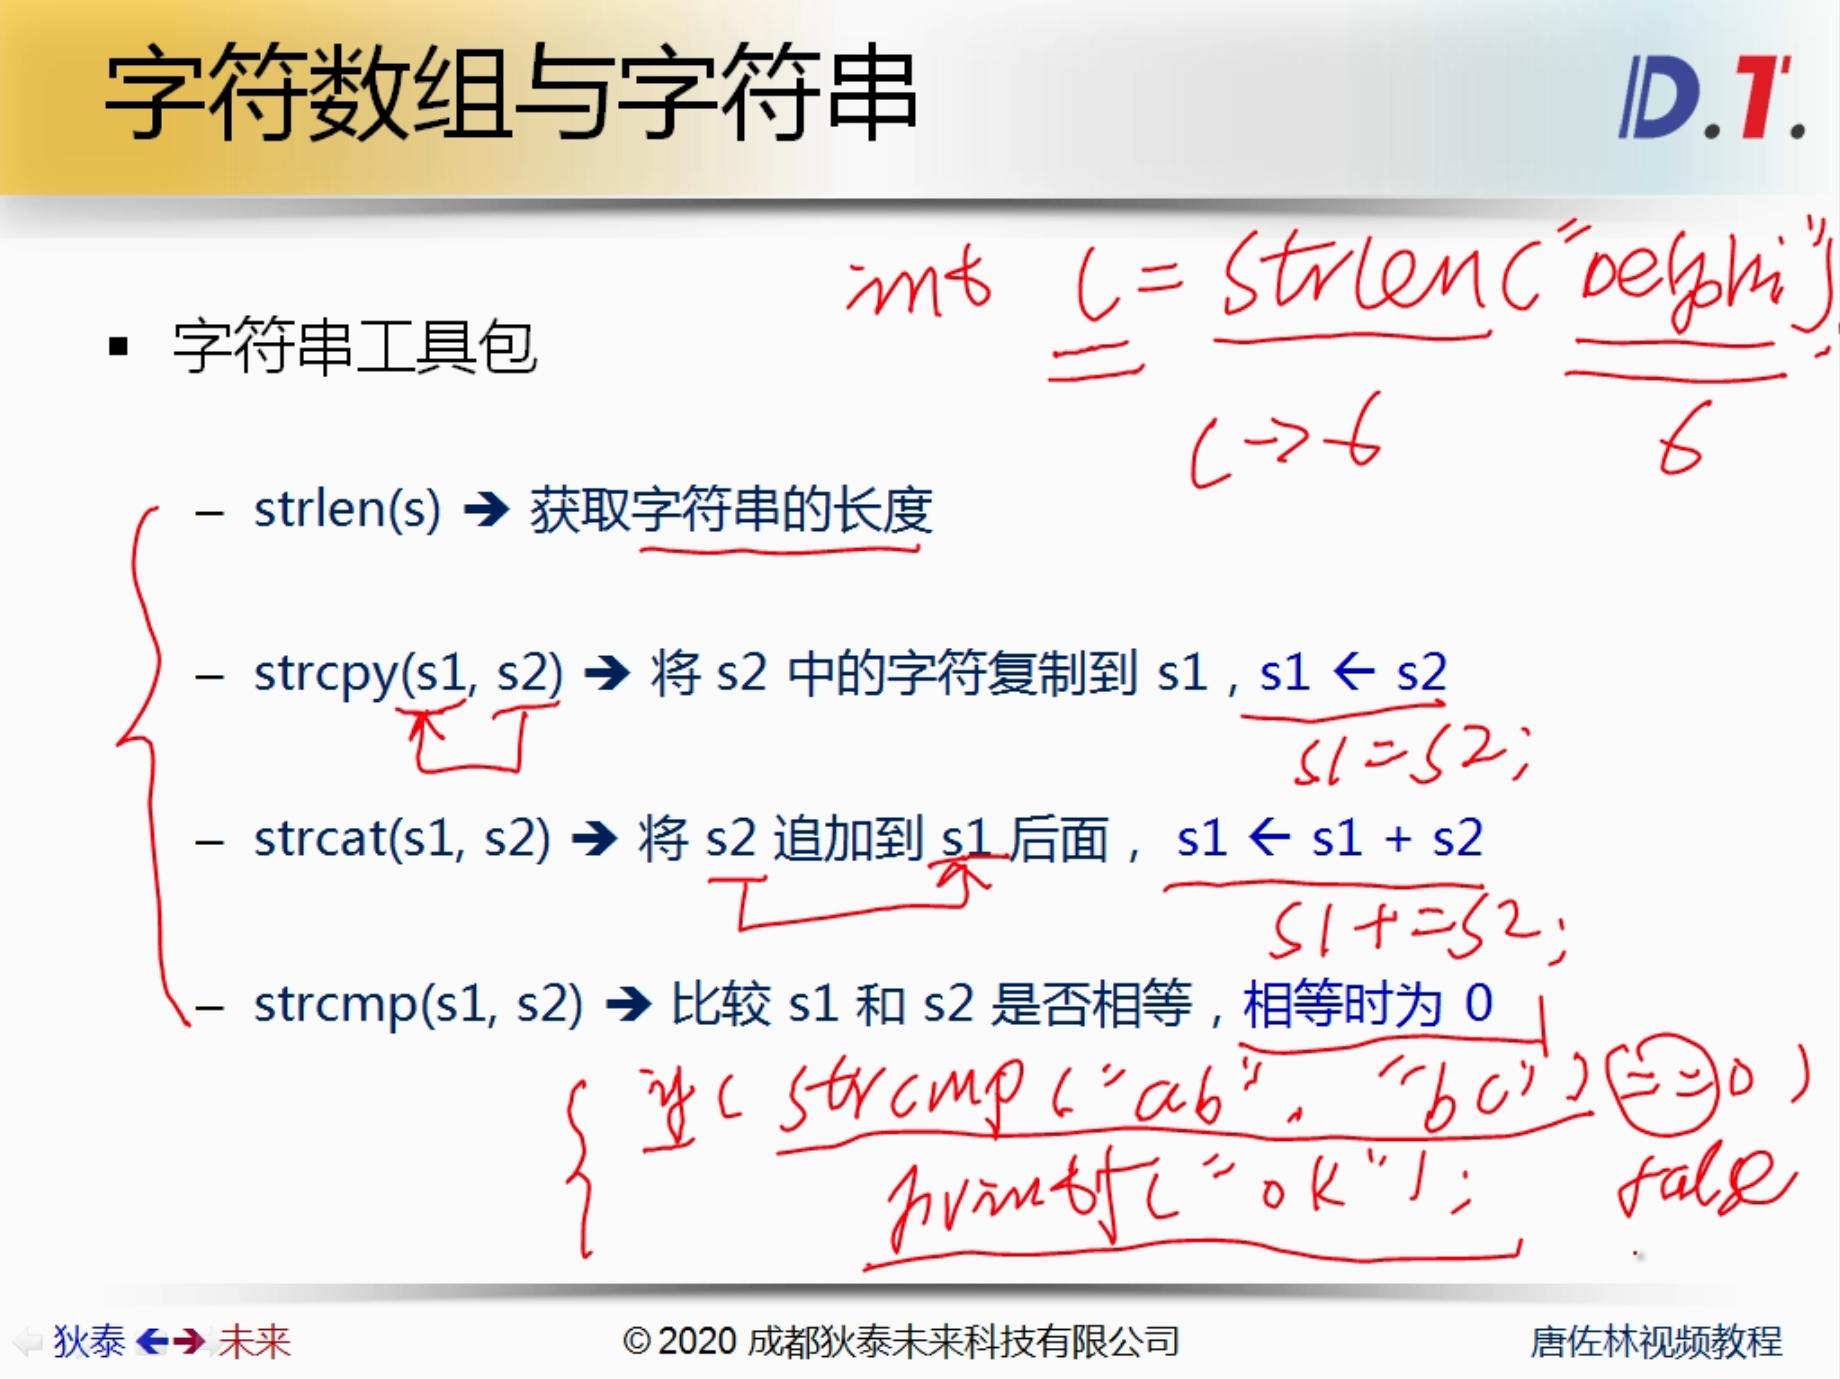 字符数组与字符串
D.T.
int l = strlen("Delphi");
▪ 字符串工具包
l -> 6
6
– strlen(s) ➔ 获取字符串的长度
– strcpy(s1, s2) ➔ 将 s2 中的字符复制到 s1，s1 ← s2
s1 = s2;
– strcat(s1, s2) ➔ 将 s2 追加到 s1 后面， s1 ← s1 + s2
s1 += s2;
– strcmp(s1, s2) ➔ 比较 s1 和 s2 是否相等，相等时为 0
if( strcmp("ab", "bc") == 0 )
printf("ok");
false
狄泰 ←➔ 未来
© 2020 成都狄泰未来科技有限公司
唐佐林视频教程